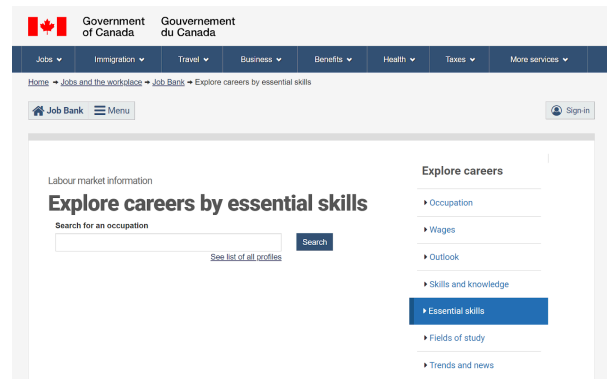 Government of Canada
Gouvernement du Canada
Jobs Immigration Travel Business Benefits Health Taxes More services
Home → Jobs and the workplace → Job Bank → Explore careers by essential skills
Job Bank Menu
Sign-in
Labour market information
Explore careers by essential skills
Search for an occupation
Search
See list of all profiles
Explore careers
Occupation
Wages
Outlook
Skills and knowledge
Essential skills
Fields of study
Trends and news